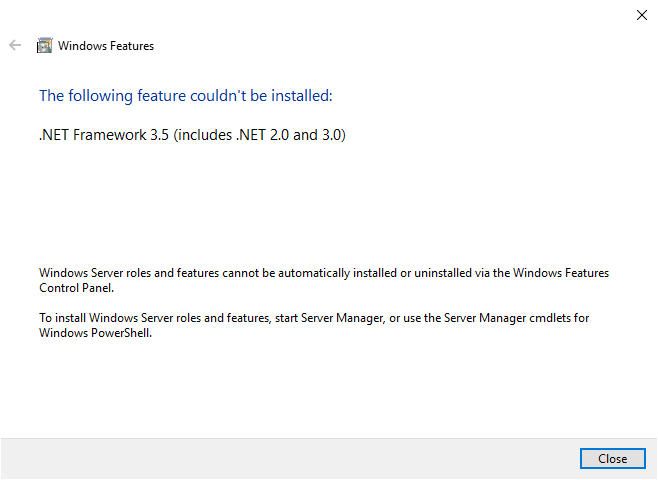 Windows Features
The following feature couldn't be installed:
.NET Framework 3.5 (includes .NET 2.0 and 3.0)
Windows Server roles and features cannot be automatically installed or uninstalled via the Windows Features
Control Panel.
To install Windows Server roles and features, start Server Manager, or use the Server Manager cmdlets for
Windows PowerShell.
Close